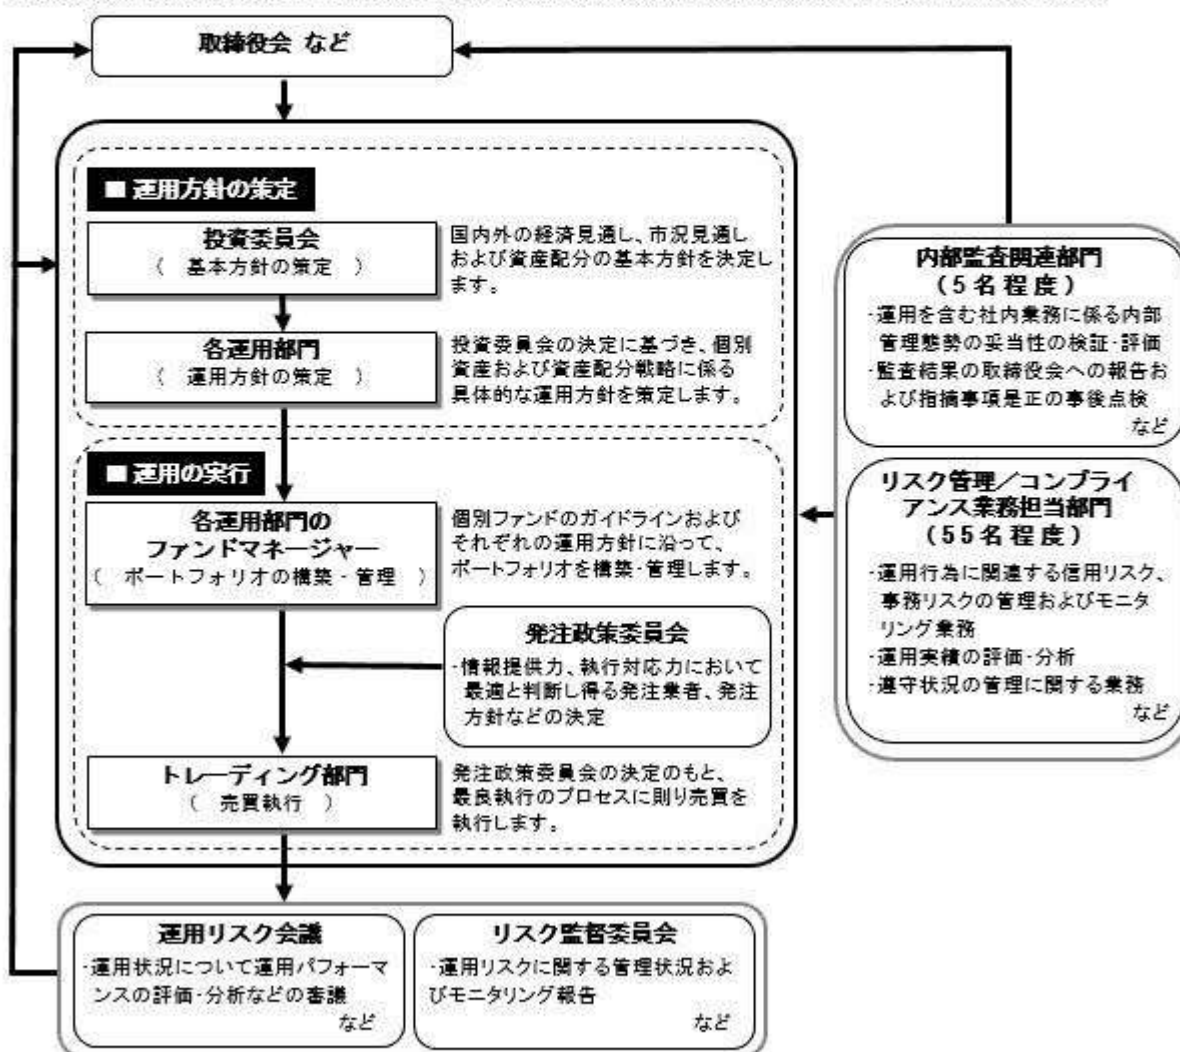 取締役会 など
■ 運用方針の策定
投資委員会
（ 基本方針の策定 ）
国内外の経済見通し、市況見通し
および資産配分の基本方針を決定し
ます。
各運用部門
（ 運用方針の策定 ）
投資委員会の決定に基づき、個別
資産および資産配分戦略に係る
具体的な運用方針を策定します。
■ 運用の実行
各運用部門の
ファンドマネージャー
（ ポートフォリオの構築・管理 ）
個別ファンドのガイドラインおよび
それぞれの運用方針に沿って、
ポートフォリオを構築・管理します。
発注政策委員会
・情報提供力、執行対応力において
最適と判断し得る発注業者、発注
方針などの決定
トレーディング部門
（ 売買執行 ）
発注政策委員会の決定のもと、
最良執行のプロセスに則り売買を
執行します。
内部監査関連部門
（５名程度）
・運用を含む社内業務に係る内部
管理態勢の妥当性の検証・評価
・監査結果の取締役会への報告お
よび指摘事項是正の事後点検
など
リスク管理／コンプライ
アンス業務担当部門
（５５名程度）
・運用行為に関連する信用リスク、
事務リスクの管理およびモニタ
リング業務
・運用実績の評価・分析
・遵守状況の管理に関する業務
など
運用リスク会議
・運用状況について運用パフォーマ
ンスの評価・分析などの審議
など
リスク監督委員会
・運用リスクに関する管理状況およ
びモニタリング報告
など